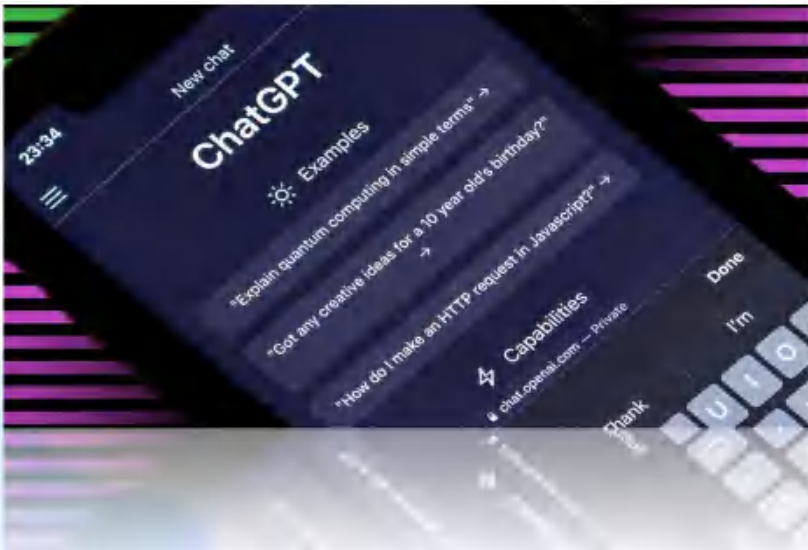 23:34
New chat
ChatGPT
Examples
"Explain quantum computing in simple terms" →
"Got any creative ideas for a 10 year old's birthday?"
→
"How do I make an HTTP request in Javascript?" →
Capabilities
chat.openai.com — Private
Done
I'm
U I O